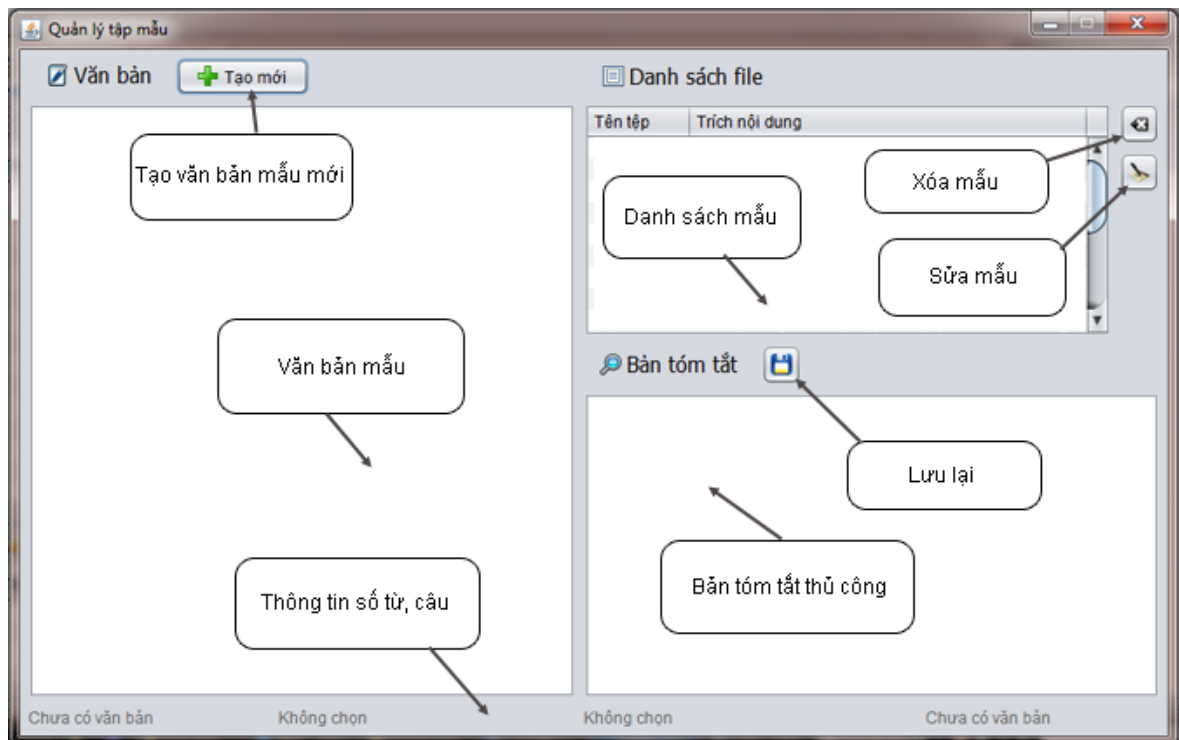 Quản lý tập mẫu
Văn bản
Tạo mới
Danh sách file
Tên tệp
Trích nội dung
Tạo văn bản mẫu mới
Xóa mẫu
Danh sách mẫu
Sửa mẫu
Văn bản mẫu
Bản tóm tắt
Lưu lại
Bản tóm tắt thủ công
Thông tin số từ, câu
Chưa có văn bản
Không chọn
Không chọn
Chưa có văn bản